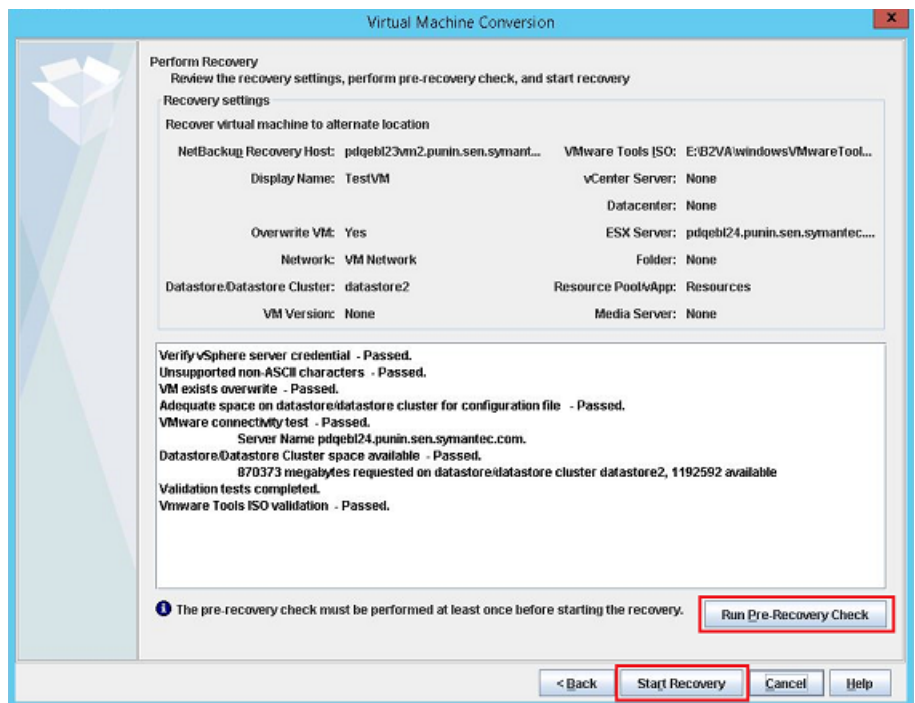 Virtual Machine Conversion
x
Perform Recovery
Review the recovery settings, perform pre-recovery check, and start recovery
Recovery settings
Recover virtual machine to alternate location
NetBackup Recovery Host: pdqebl23vm2.punin.sen.symant... VMware Tools ISO: E:\B2VA\windowsVMwareTool...
Display Name: TestVM vCenter Server: None
Datacenter: None
Overwrite VM: Yes ESX Server: pdqebl24.punin.sen.symantec....
Network: VM Network Folder: None
Datastore/Datastore Cluster: datastore2 Resource Pool/vApp: Resources
VM Version: None Media Server: None
Verify vSphere server credential - Passed.
Unsupported non-ASCII characters - Passed.
VM exists overwrite - Passed.
Adequate space on datastore/datastore cluster for configuration file - Passed.
VMware connectivity test - Passed.
Server Name pdqebl24.punin.sen.symantec.com.
Datastore/Datastore Cluster space available - Passed.
870373 megabytes requested on datastore/datastore cluster datastore2, 1192592 available
Validation tests completed.
Vmware Tools ISO validation - Passed.
The pre-recovery check must be performed at least once before starting the recovery. Run Pre-Recovery Check
< Back Start Recovery Cancel Help